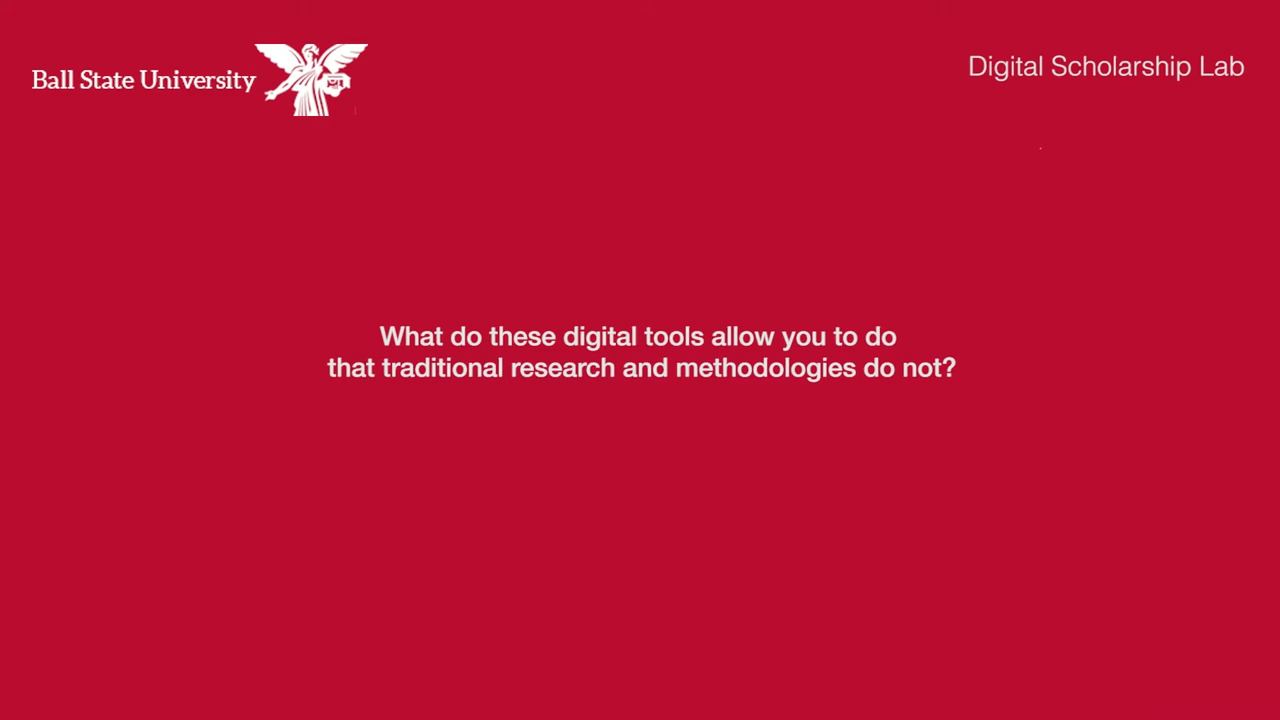 Ball State University
Digital Scholarship Lab
What do these digital tools allow you to do
that traditional research and methodologies do not?